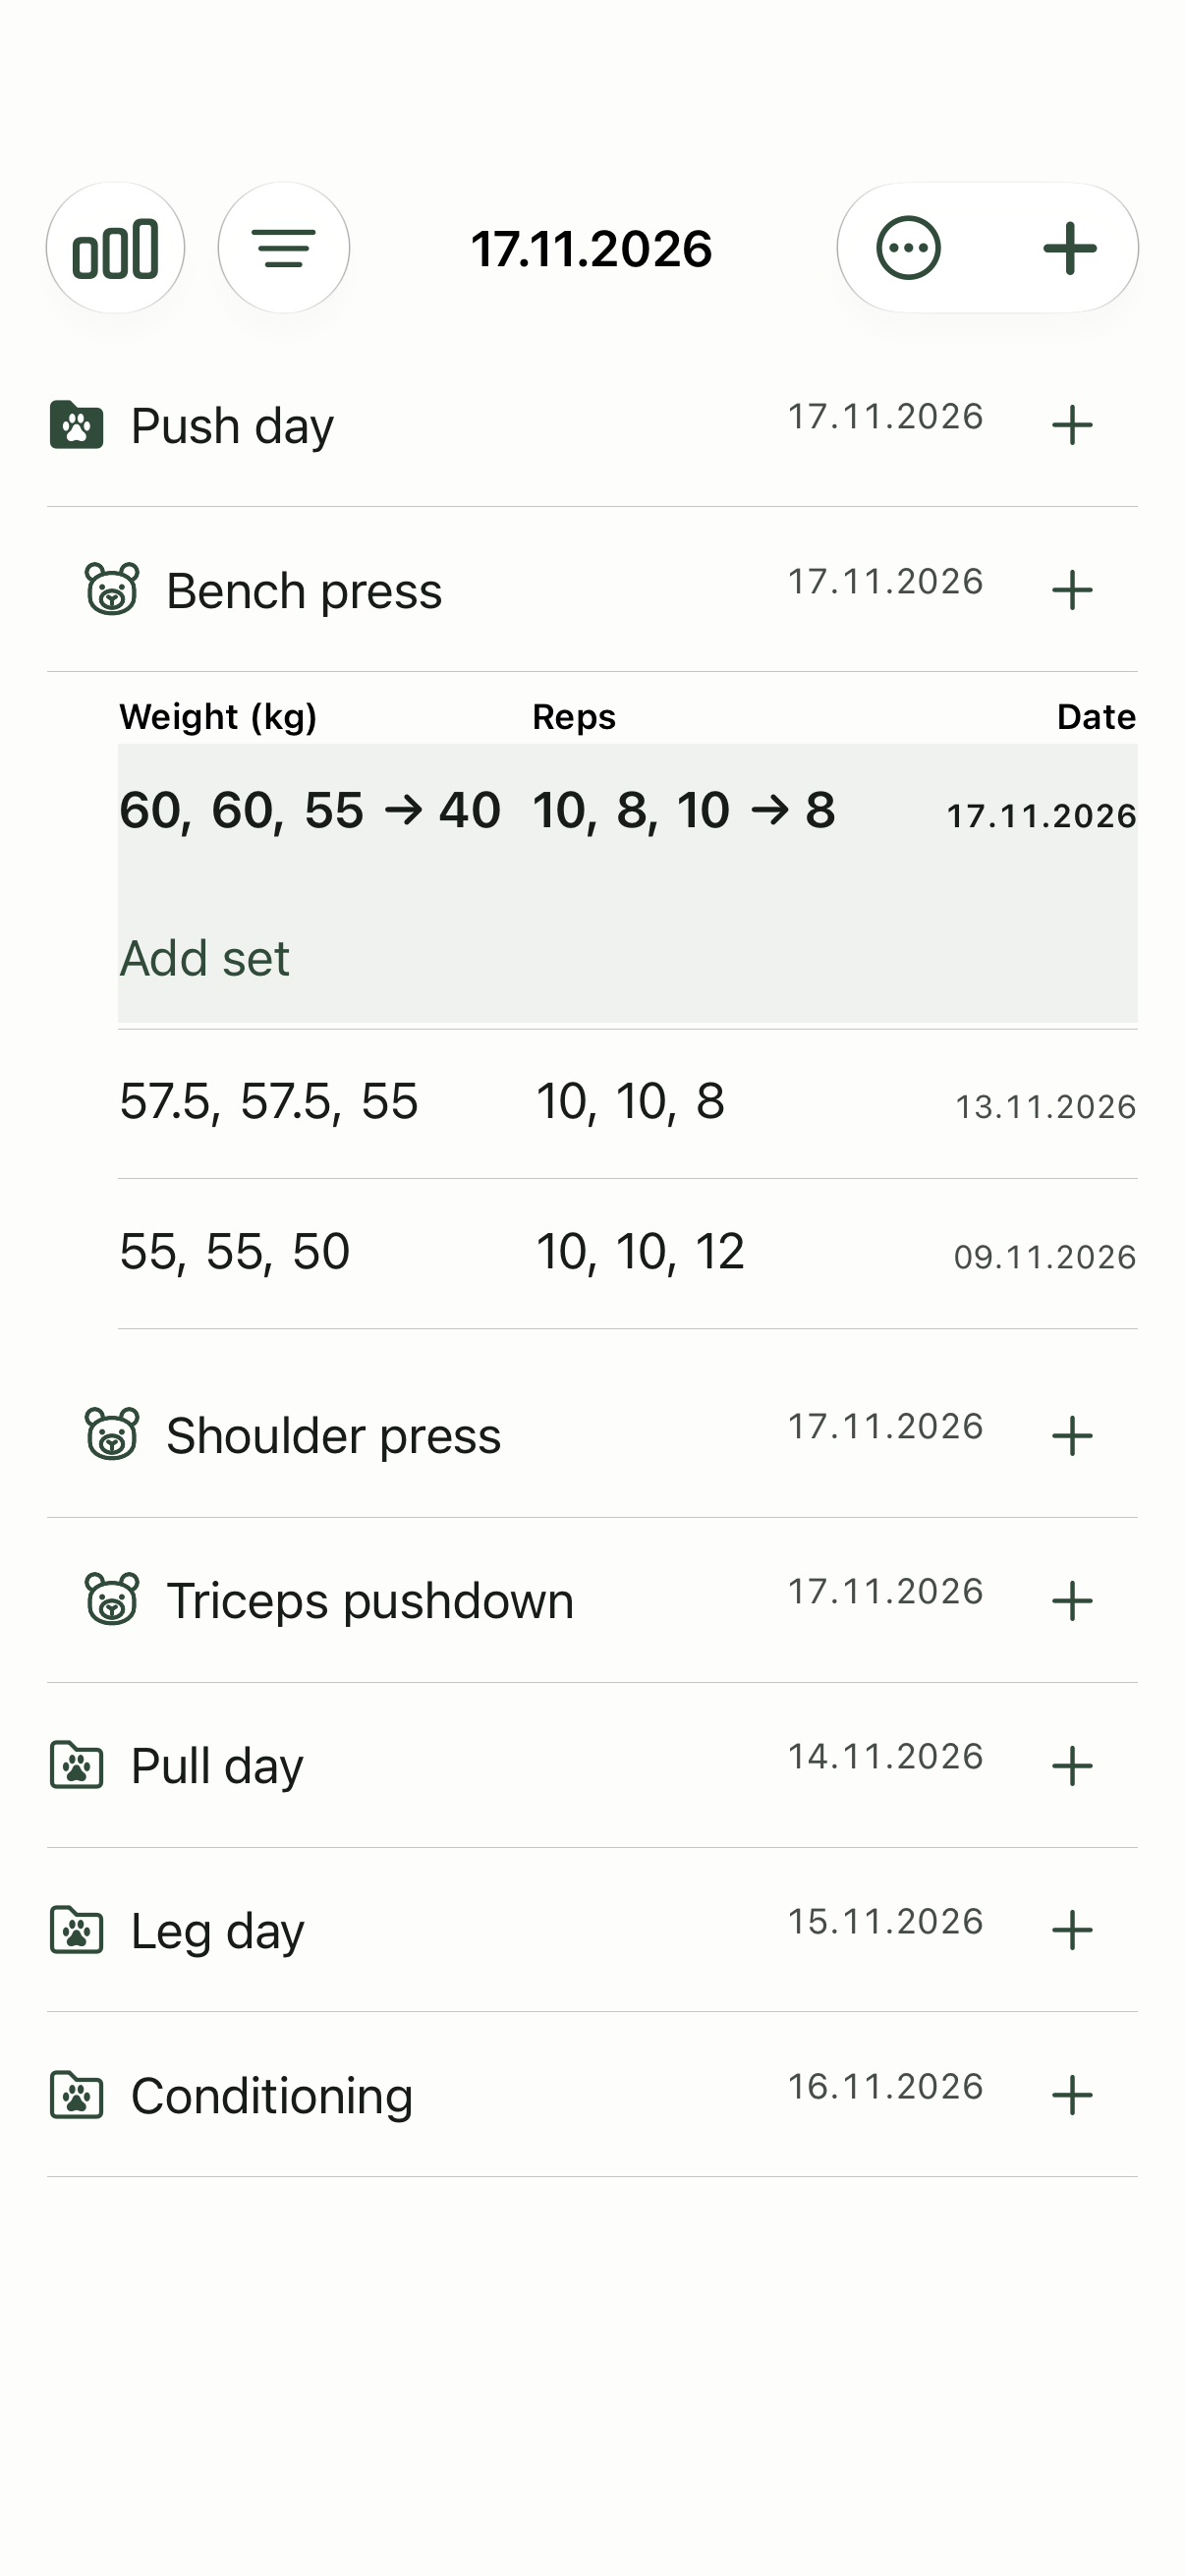 17.11.2026
Push day 17.11.2026
Bench press 17.11.2026
Weight (kg) Reps Date
60, 60, 55 → 40 10, 8, 10 → 8 17.11.2026
Add set
57.5, 57.5, 55 10, 10, 8 13.11.2026
55, 55, 50 10, 10, 12 09.11.2026
Shoulder press 17.11.2026
Triceps pushdown 17.11.2026
Pull day 14.11.2026
Leg day 15.11.2026
Conditioning 16.11.2026